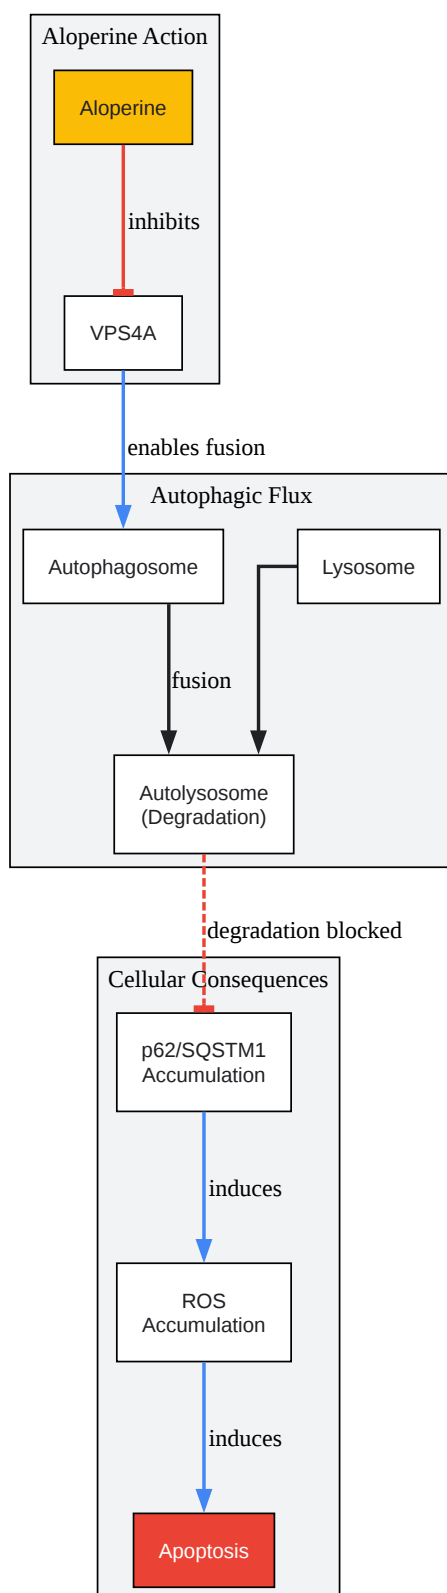 Aloperine Action
Aloperine
inhibits
VPS4A
enables fusion
Autophagic Flux
Autophagosome
Lysosome
fusion
Autolysosome
(Degradation)
degradation blocked
Cellular Consequences
p62/SQSTM1
Accumulation
induces
ROS
Accumulation
induces
Apoptosis